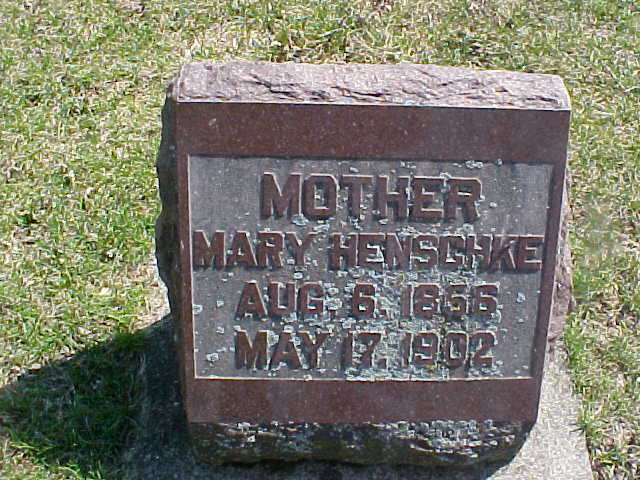 MOTHER
MARY HENSCHKE
AUG. 6. 1856
MAY 17. 1902